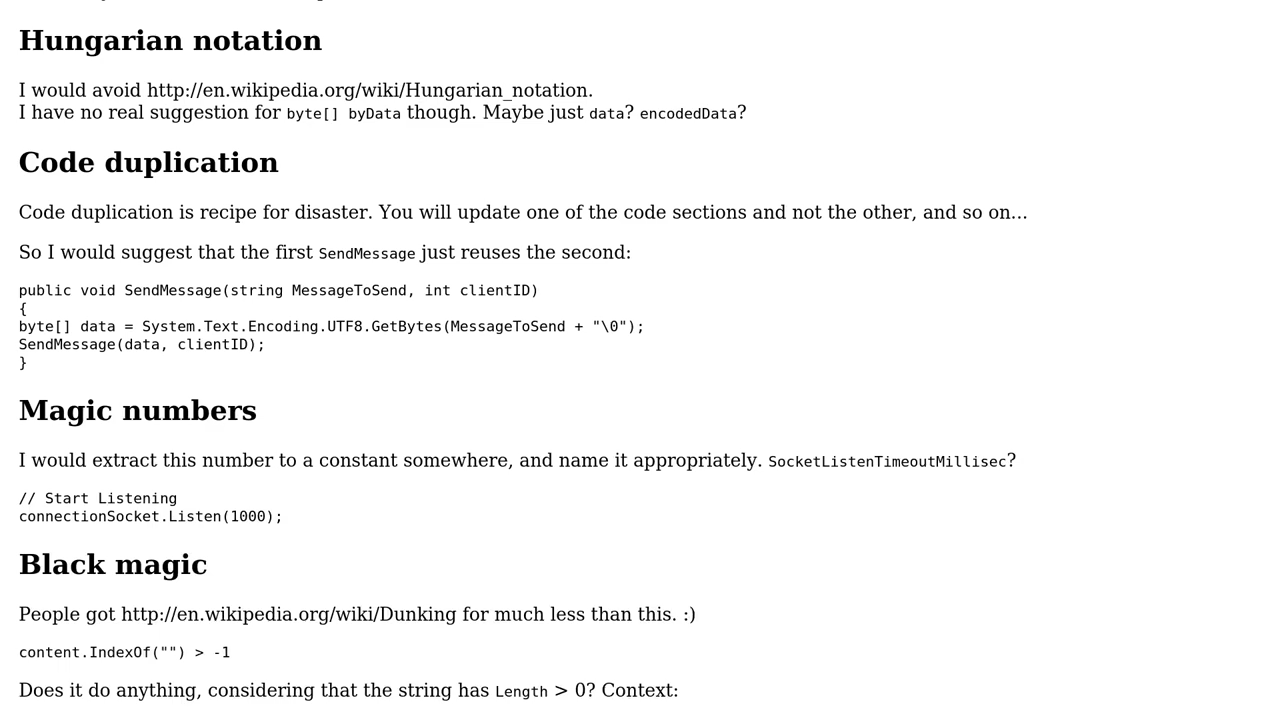 Hungarian notation
I would avoid http://en.wikipedia.org/wiki/Hungarian_notation.
I have no real suggestion for byte[] byData though. Maybe just data? encodedData?
Code duplication
Code duplication is recipe for disaster. You will update one of the code sections and not the other, and so on...
So I would suggest that the first SendMessage just reuses the second:
public void SendMessage(string MessageToSend, int clientID)
{
byte[] data = System.Text.Encoding.UTF8.GetBytes(MessageToSend + "\0");
SendMessage(data, clientID);
}
Magic numbers
I would extract this number to a constant somewhere, and name it appropriately. SocketListenTimeoutMillisec?
// Start Listening
connectionSocket.Listen(1000);
Black magic
People got http://en.wikipedia.org/wiki/Dunking for much less than this. :)
content.IndexOf("") > -1
Does it do anything, considering that the string has Length > 0? Context: